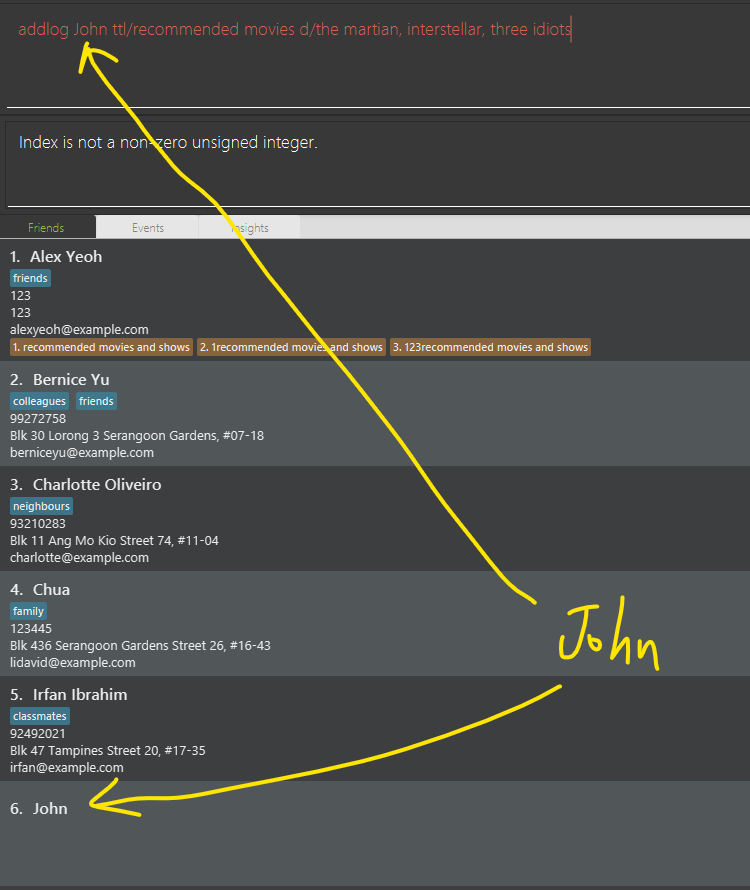 addlog John ttl/recommended movies d/the martian, interstellar, three idiots
Index is not a non-zero unsigned integer.
Friends Events Insights
1. Alex Yeoh
friends
123
123
alexyeoh@example.com
1. recommended movies and shows 2. 1recommended movies and shows 3. 123recommended movies and shows
2. Bernice Yu
colleagues friends
99272758
Blk 30 Lorong 3 Serangoon Gardens, #07-18
berniceyu@example.com
3. Charlotte Oliveiro
neighbours
93210283
Blk 11 Ang Mo Kio Street 74, #11-04
charlotte@example.com
4. Chua
family
123445
Blk 436 Serangoon Gardens Street 26, #16-43
lidavid@example.com
John
5. Irfan Ibrahim
classmates
92492021
Blk 47 Tampines Street 20, #17-35
irfan@example.com
6. John